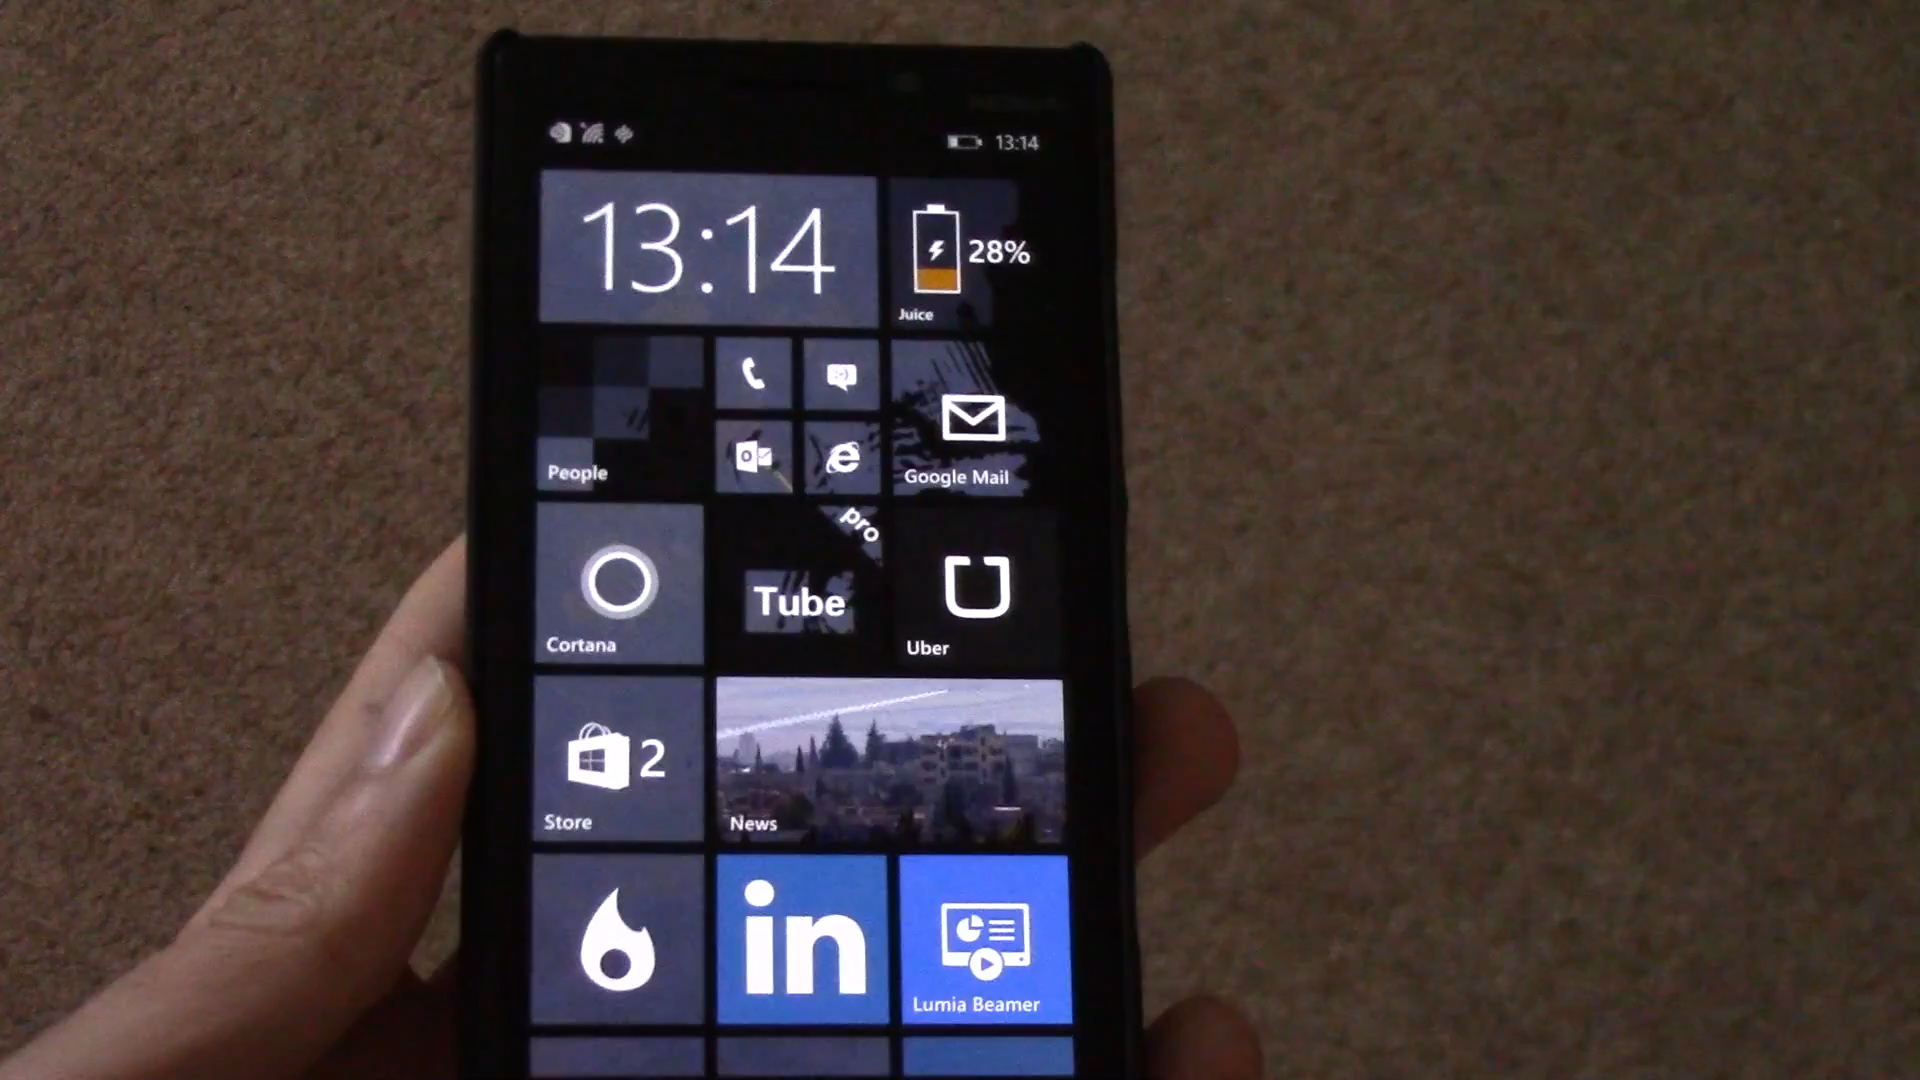 13:14
13:14
28%
Juice
People
Google Mail
pro
Tube
Cortana
Uber
2
Store
News
in
Lumia Beamer